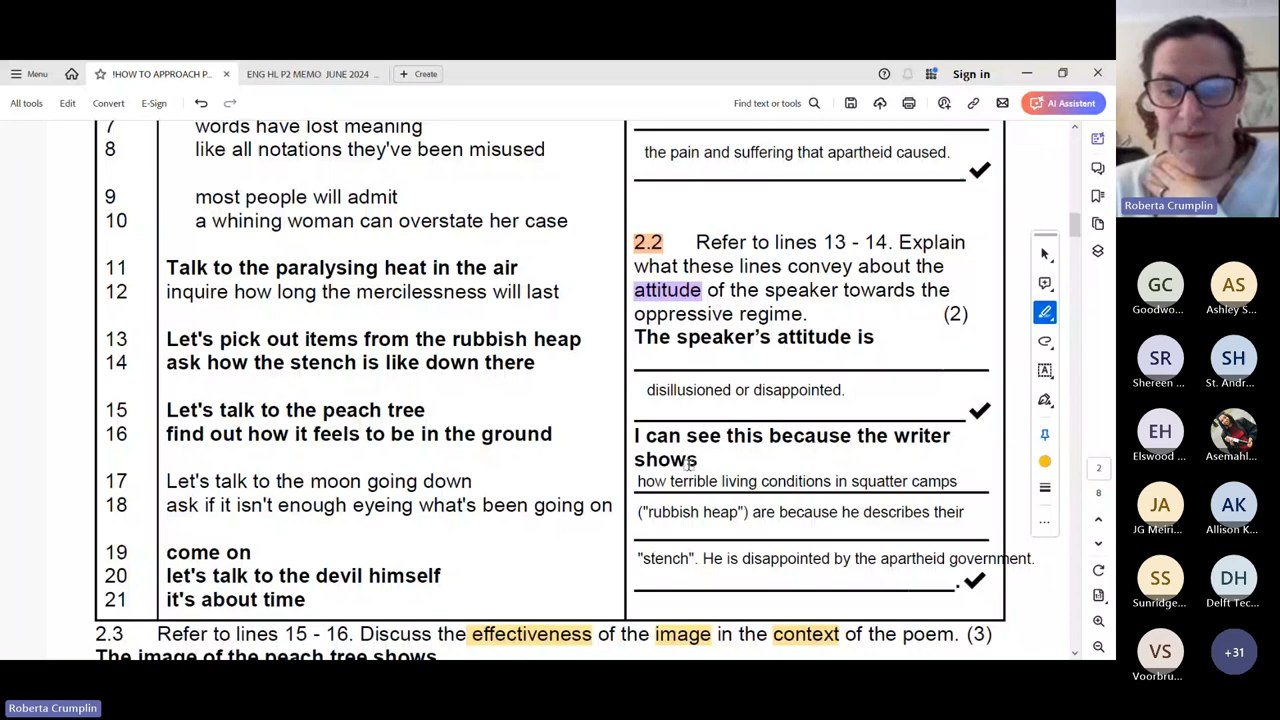 Menu
!HOW TO APPROACH P...
ENG HL P2 MEMO JUNE 2024 ...
+ Create
Sign in
All tools
Edit
Convert
E-Sign
Find text or tools
AI Assistant
7 words have lost meaning
8 like all notations they've been misused
9 most people will admit
10 a whining woman can overstate her case
11 Talk to the paralysing heat in the air
12 inquire how long the mercilessness will last
13 Let's pick out items from the rubbish heap
14 ask how the stench is like down there
15 Let's talk to the peach tree
16 find out how it feels to be in the ground
17 Let's talk to the moon going down
18 ask if it isn't enough eyeing what's been going on
19 come on
20 let's talk to the devil himself
21 it's about time
the pain and suffering that apartheid caused.
2.2 Refer to lines 13 - 14. Explain
what these lines convey about the
attitude of the speaker towards the
oppressive regime. (2)
The speaker's attitude is
disillusioned or disappointed.
I can see this because the writer
shows
how terrible living conditions in squatter camps
("rubbish heap") are because he describes their
"stench". He is disappointed by the apartheid government.
.
2.3 Refer to lines 15 - 16. Discuss the effectiveness of the image in the context of the poem. (3)
The image of the peach tree shows
2
8
Roberta Crumplin
GC
Goodwo...
AS
Ashley S...
SR
Shereen ...
SH
St. Andr...
EH
Elswood ...
Asemahl...
JA
JG Meiri...
AK
Allison K...
SS
Sunridge...
DH
Delft Tec...
VS
Voorbru...
+31
Roberta Crumplin